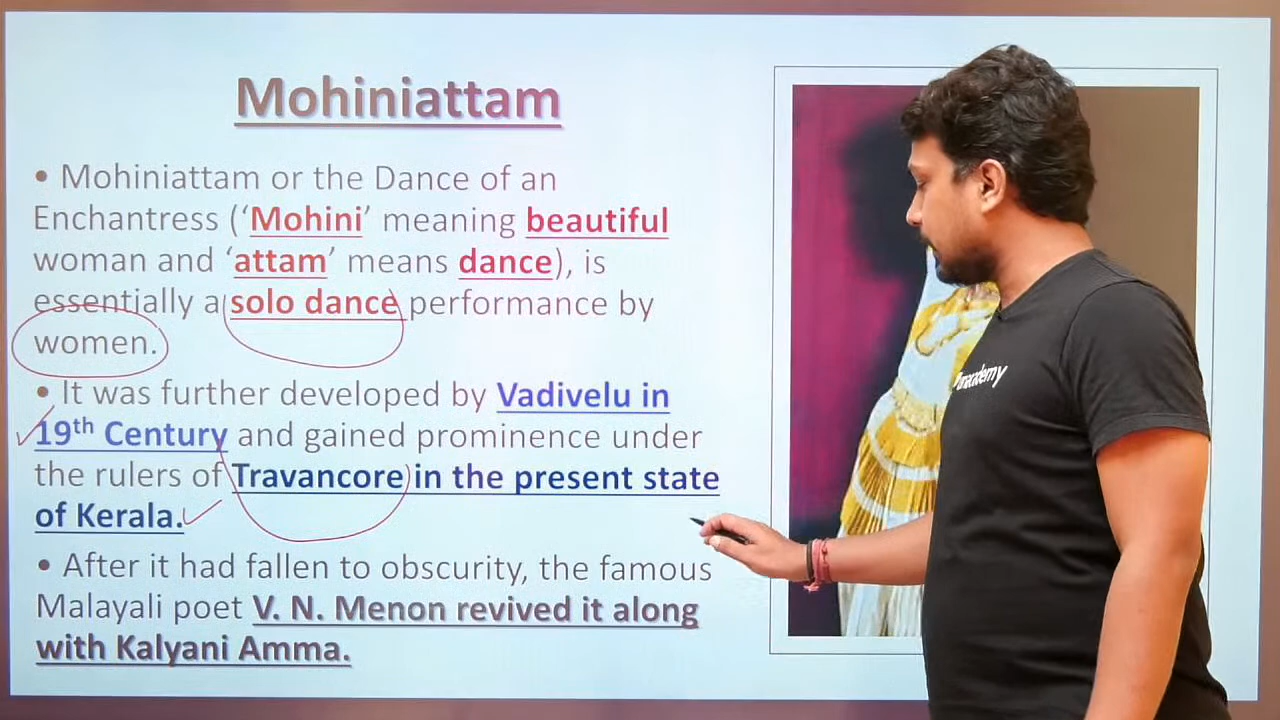 Mohiniattam
• Mohiniattam or the Dance of an
Enchantress (‘Mohini’ meaning beautiful
woman and ‘attam’ means dance), is
essentially a solo dance performance by
women.
• It was further developed by Vadivelu in
19th Century and gained prominence under
the rulers of Travancore in the present state
of Kerala.
• After it had fallen to obscurity, the famous
Malayali poet V. N. Menon revived it along
with Kalyani Amma.